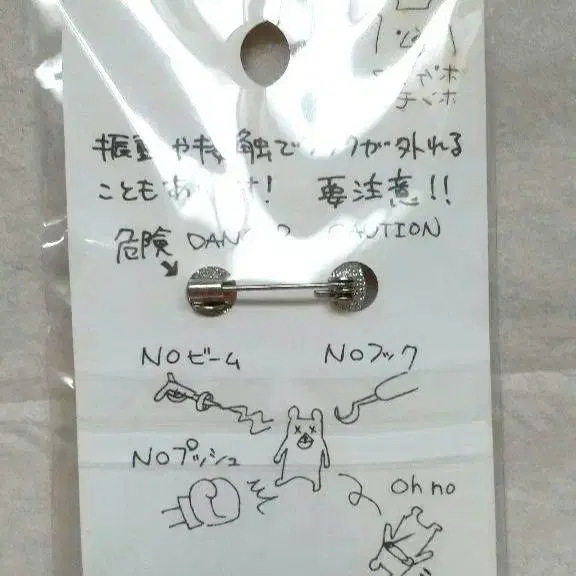 振動や接触でフックが外れる
こともあります! 要注意!!
危険 DANGER CAUTION
NOビーム
NOフック
NOプッシュ
Oh no